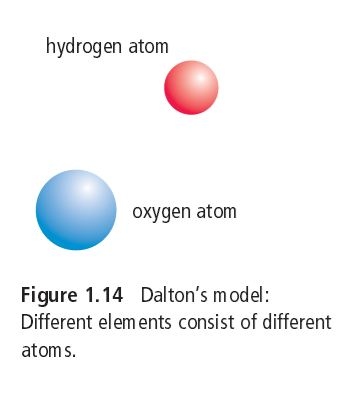 hydrogen atom
oxygen atom
Figure 1.14 Dalton's model:
Different elements consist of different
atoms.